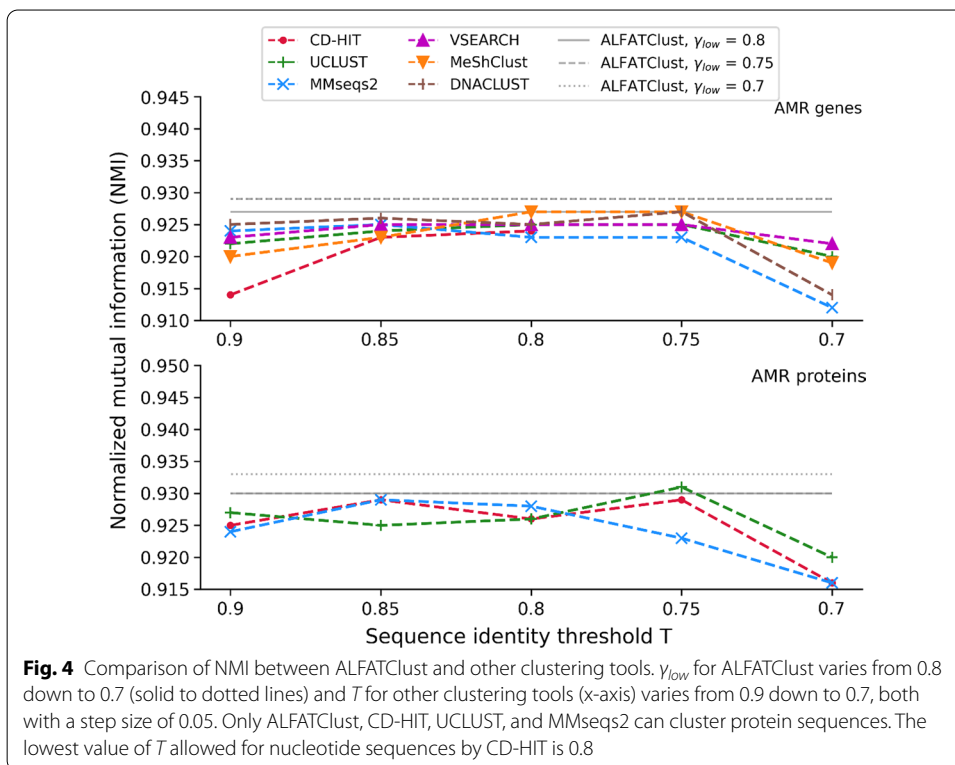 CD-HIT
UCLUST
MMseqs2
VSEARCH
MeShClust
DNACLUST
ALFATClust, γlow = 0.8
ALFATClust, γlow = 0.75
ALFATClust, γlow = 0.7
AMR genes
0.945
0.940
0.935
0.930
0.925
0.920
0.915
0.910
0.9 0.85 0.8 0.75 0.7
Normalized mutual information (NMI)
AMR proteins
0.950
0.945
0.940
0.935
0.930
0.925
0.920
0.915
0.9 0.85 0.8 0.75 0.7
Sequence identity threshold T
Fig. 4 Comparison of NMI between ALFATClust and other clustering tools. γlow for ALFATClust varies from 0.8
down to 0.7 (solid to dotted lines) and T for other clustering tools (x-axis) varies from 0.9 down to 0.7, both
with a step size of 0.05. Only ALFATClust, CD-HIT, UCLUST, and MMseqs2 can cluster protein sequences. The
lowest value of T allowed for nucleotide sequences by CD-HIT is 0.8